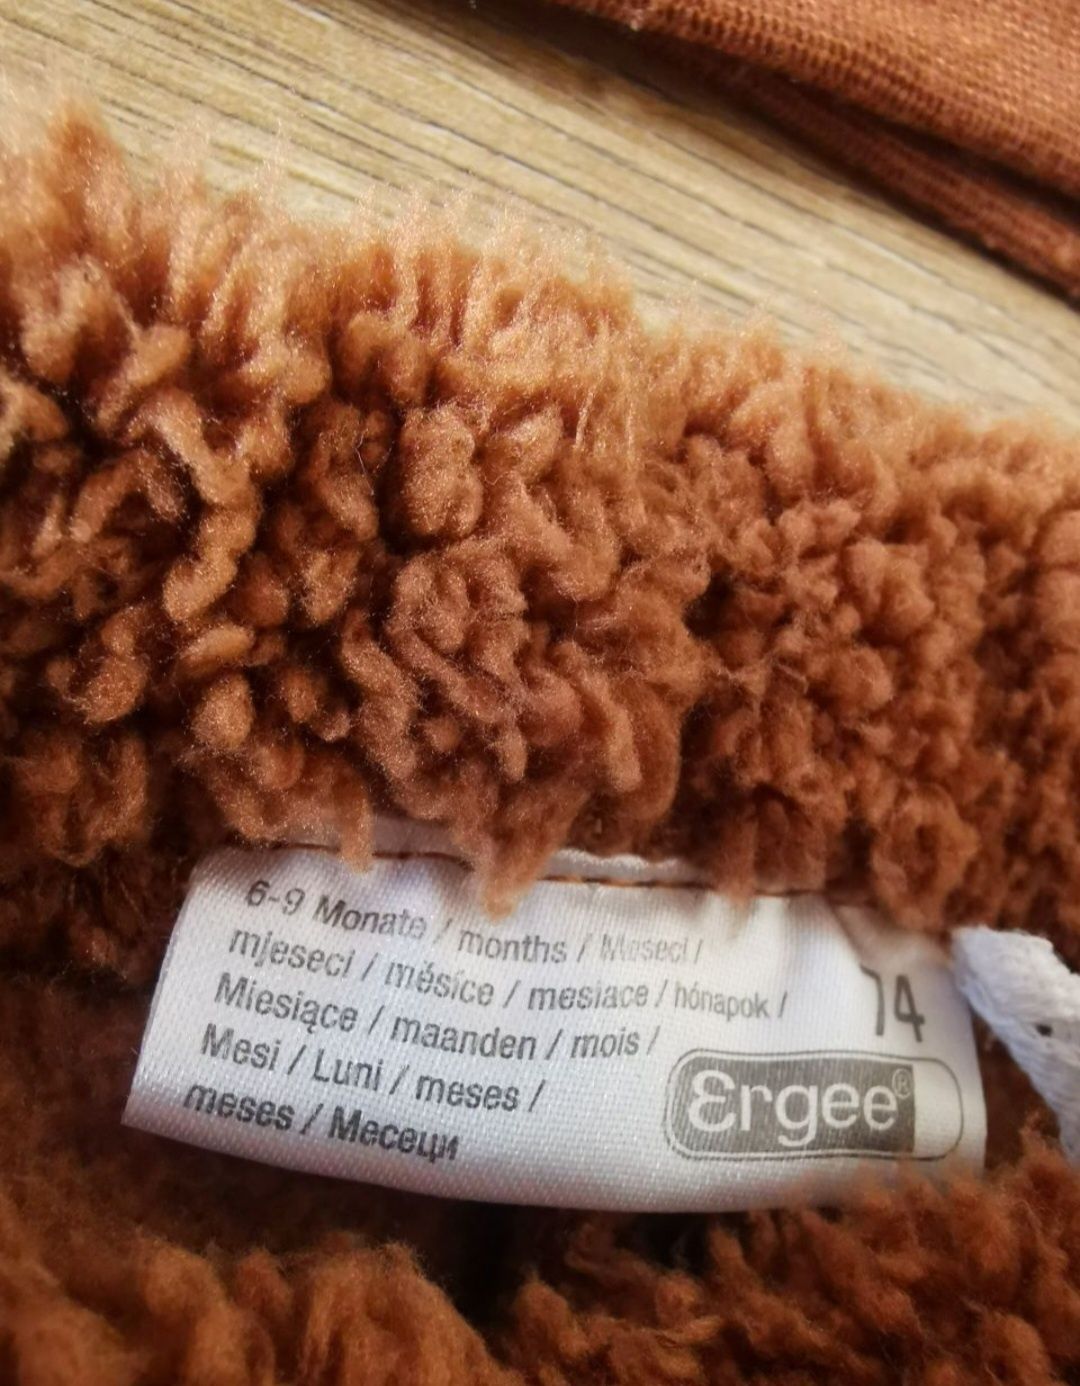 6-9 Monate / months / Meseci /
mjeseci / měsíce / mesiace / hónapok /
Miesiące / maanden / mois /
Mesi / Luni / meses /
meses / Месеци
74
Ergee®